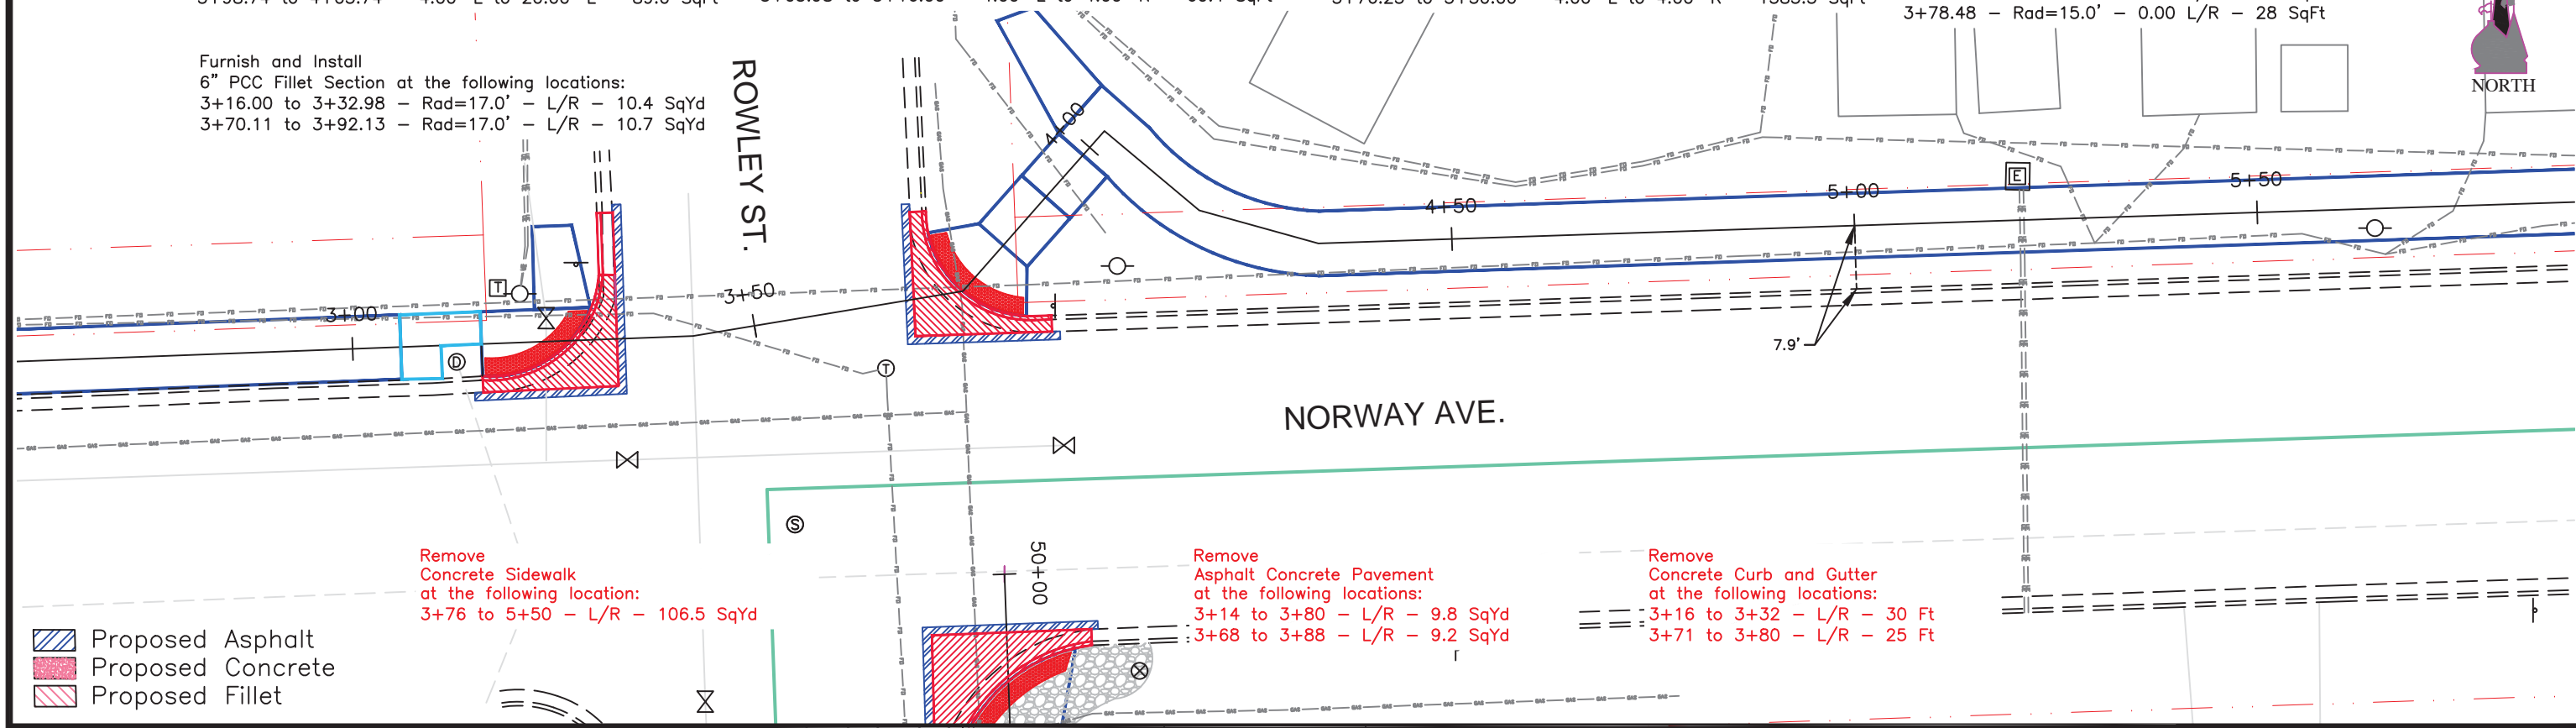 3+78.48 - Rad=15.0' - 0.00 L/R - 28 SqFt
NORTH
Furnish and Install
6" PCC Fillet Section at the following locations:
3+16.00 to 3+32.98 - Rad=17.0' - L/R - 10.4 SqYd
3+70.11 to 3+92.13 - Rad=17.0' - L/R - 10.7 SqYd
ROWLEY ST.
4+00
4+50
5+00
5+50
E
T
3+00
3+50
D
T
7.9'
NORWAY AVE.
S
50+00
Remove
Concrete Sidewalk
at the following location:
3+76 to 5+50 - L/R - 106.5 SqYd
Remove
Asphalt Concrete Pavement
at the following locations:
3+14 to 3+80 - L/R - 9.8 SqYd
3+68 to 3+88 - L/R - 9.2 SqYd
Remove
Concrete Curb and Gutter
at the following locations:
3+16 to 3+32 - L/R - 30 Ft
3+71 to 3+80 - L/R - 25 Ft
Proposed Asphalt
Proposed Concrete
Proposed Fillet